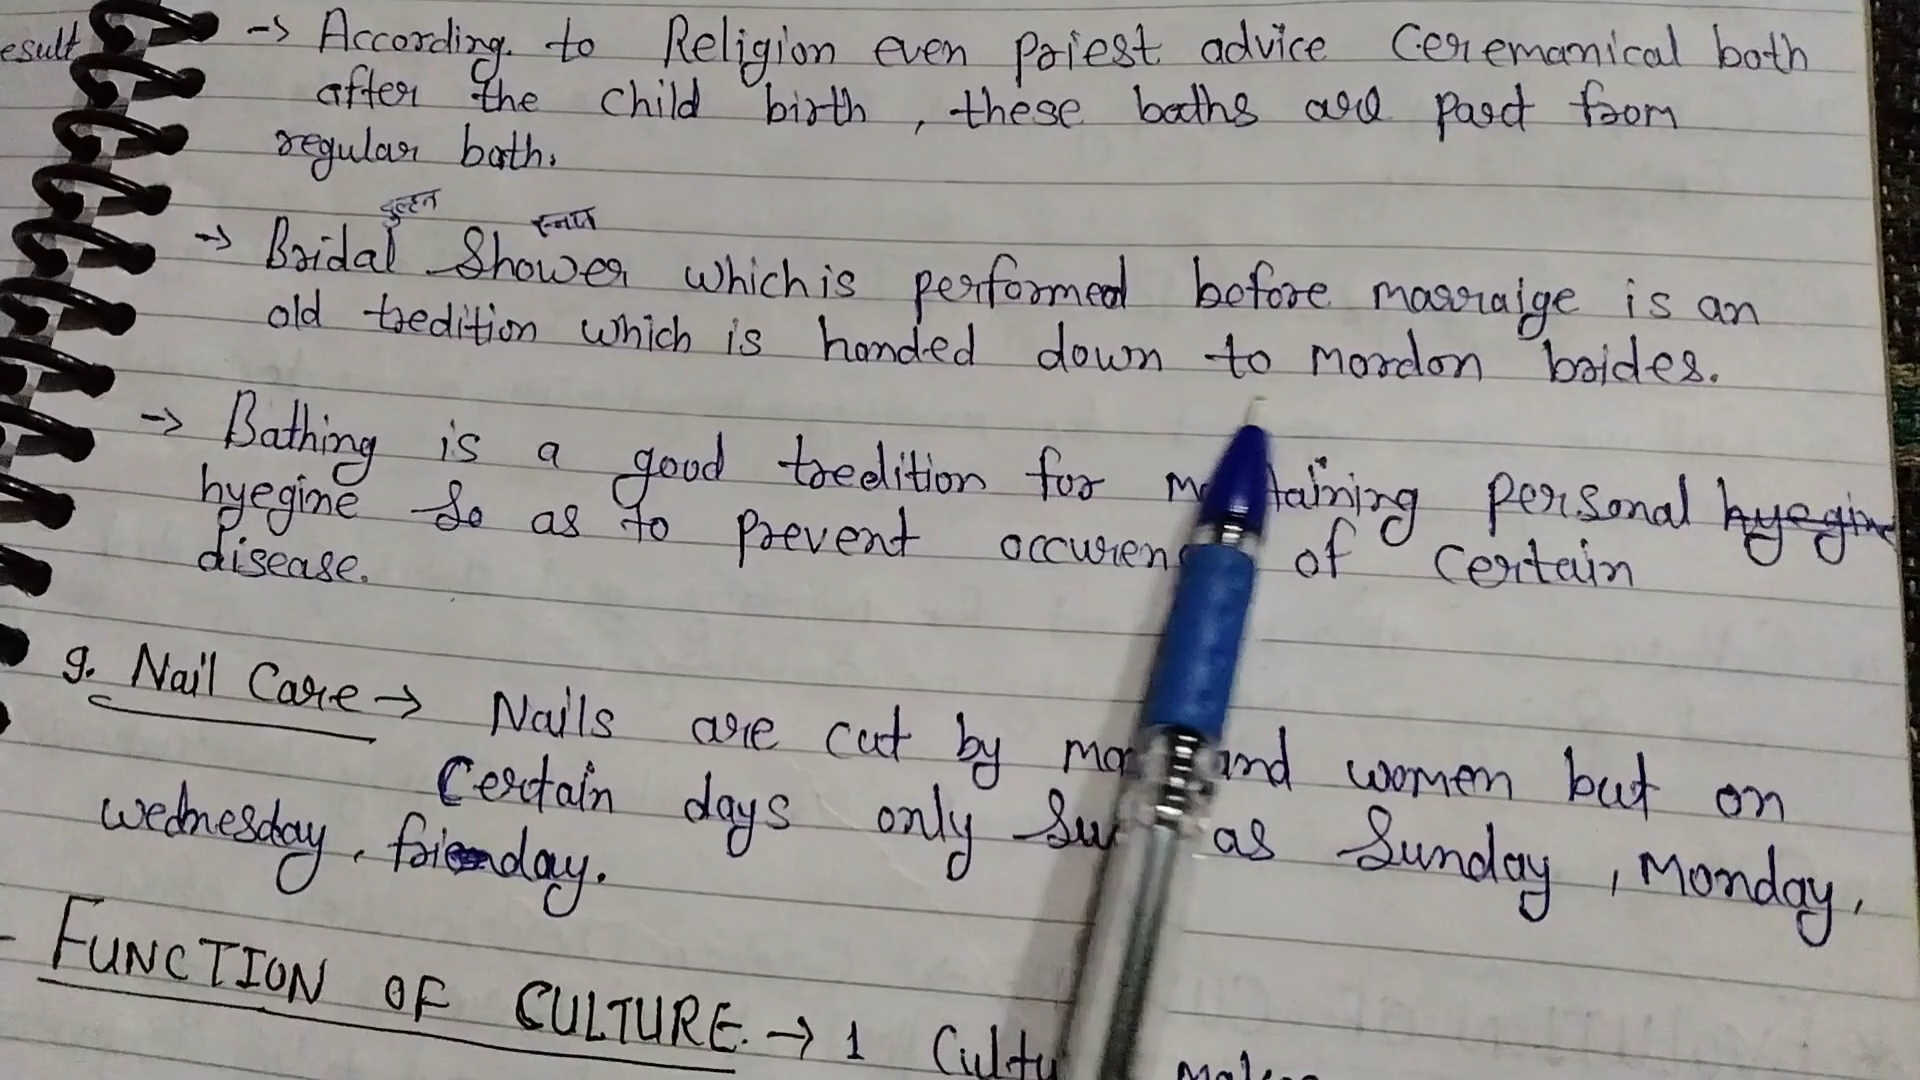 esult
-> According to Religion even Priest advice Ceremanical bath
after the child birth, these baths are part from
regular bath.
दुल्हन स्नान
-> Bridal Shower which is performed before marraige is an
old tredition which is handed down to mordon brides.
-> Bathing is a good tredition for personal hyegine
hyegine So as to prevent of certain
disease.
9. Nail Care -> Nails are cut by and women but on
Certain days only as Sunday, Monday,
wednesday, friday.
- FUNCTION OF CULTURE. -> 1